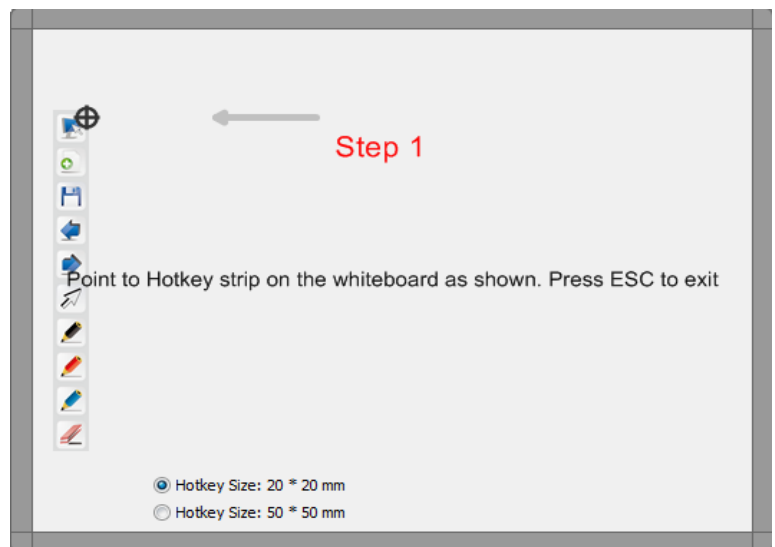 Step 1
Point to Hotkey strip on the whiteboard as shown. Press ESC to exit
Hotkey Size: 20 * 20 mm
Hotkey Size: 50 * 50 mm